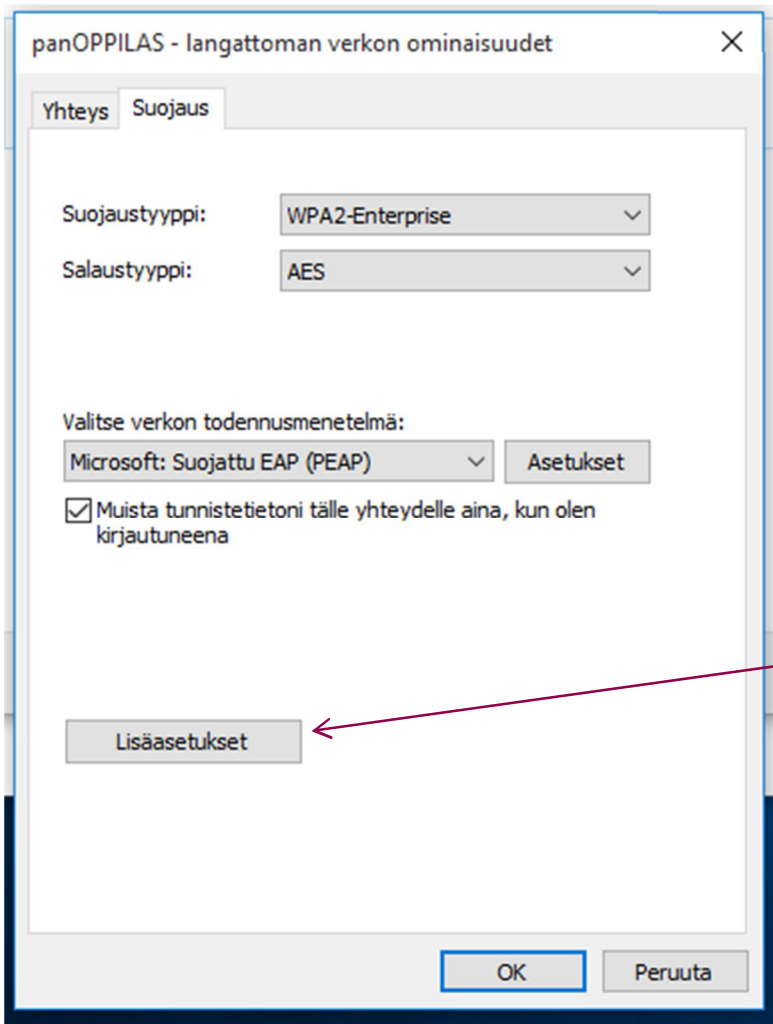 panOPPILAS - langattoman verkon ominaisuudet
Yhteys Suojaus
Suojaustyyppi: WPA2-Enterprise
Salaustyyppi: AES
Valitse verkon todennusmenetelmä:
Microsoft: Suojattu EAP (PEAP) Asetukset
Muista tunnistetietoni tälle yhteydelle aina, kun olen
kirjautuneena
Lisäasetukset
OK Peruuta